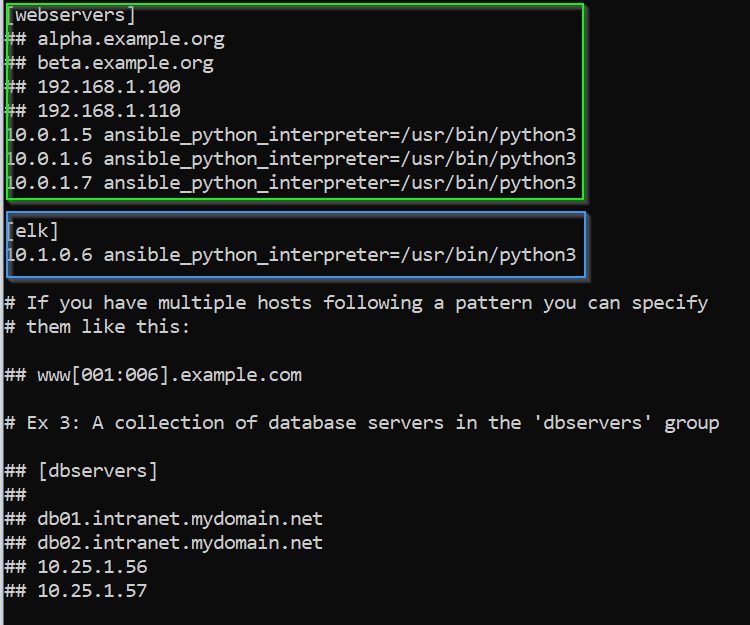 [webservers]
## alpha.example.org
## beta.example.org
## 192.168.1.100
## 192.168.1.110
10.0.1.5 ansible_python_interpreter=/usr/bin/python3
10.0.1.6 ansible_python_interpreter=/usr/bin/python3
10.0.1.7 ansible_python_interpreter=/usr/bin/python3
[elk]
10.1.0.6 ansible_python_interpreter=/usr/bin/python3
# If you have multiple hosts following a pattern you can specify
# them like this:
## www[001:006].example.com
# Ex 3: A collection of database servers in the 'dbservers' group
## [dbservers]
##
## db01.intranet.mydomain.net
## db02.intranet.mydomain.net
## 10.25.1.56
## 10.25.1.57